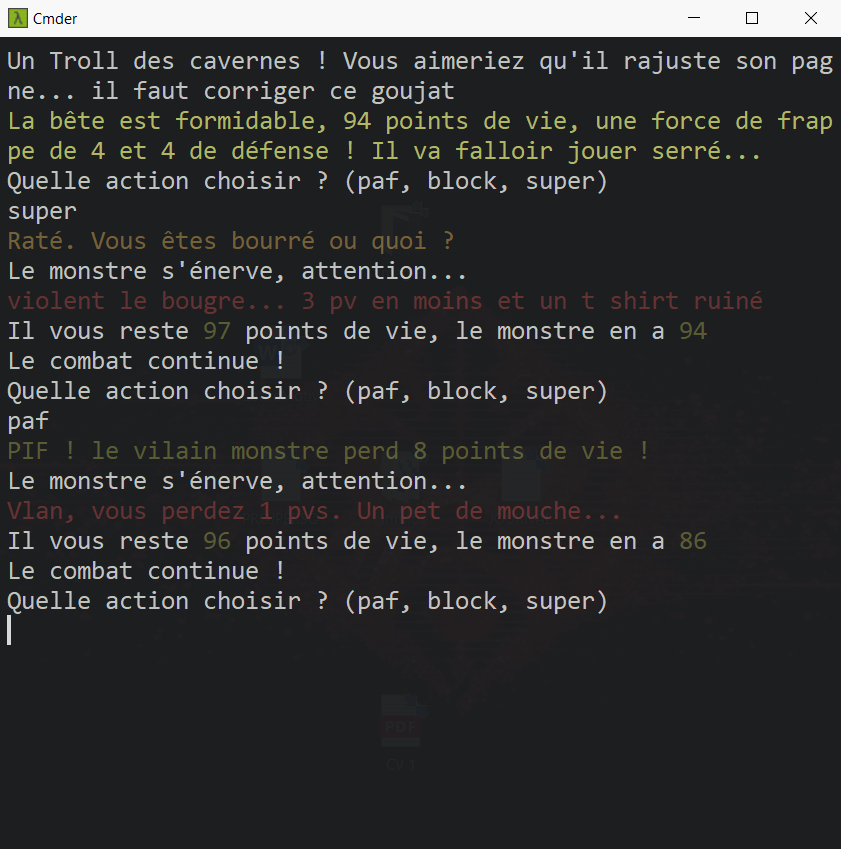 Cmder
Un Troll des cavernes ! Vous aimeriez qu'il rajuste son pag
ne... il faut corriger ce goujat
La bête est formidable, 94 points de vie, une force de frap
pe de 4 et 4 de défense ! Il va falloir jouer serré...
Quelle action choisir ? (paf, block, super)
super
Raté. Vous êtes bourré ou quoi ?
Le monstre s'énerve, attention...
violent le bougre... 3 pv en moins et un t shirt ruiné
Il vous reste 97 points de vie, le monstre en a 94
Le combat continue !
Quelle action choisir ? (paf, block, super)
paf
PIF ! le vilain monstre perd 8 points de vie !
Le monstre s'énerve, attention...
Vlan, vous perdez 1 pvs. Un pet de mouche...
Il vous reste 96 points de vie, le monstre en a 86
Le combat continue !
Quelle action choisir ? (paf, block, super)
PDF